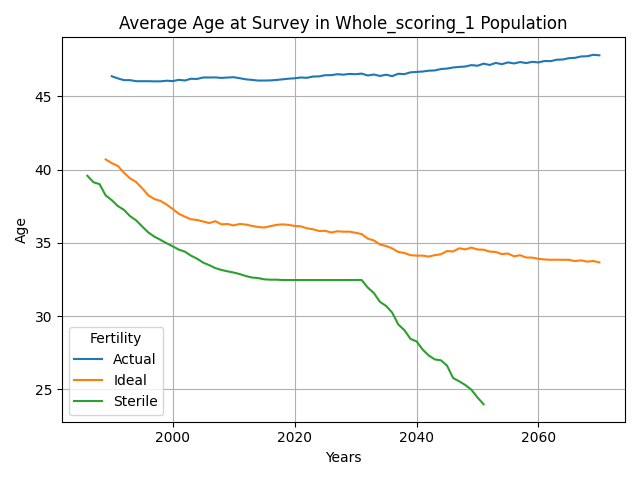 Average Age at Survey in Whole_scoring_1 Population
Age
45
40
35
30
25
Fertility
Actual
Ideal
Sterile
2000
2020
2040
2060
Years